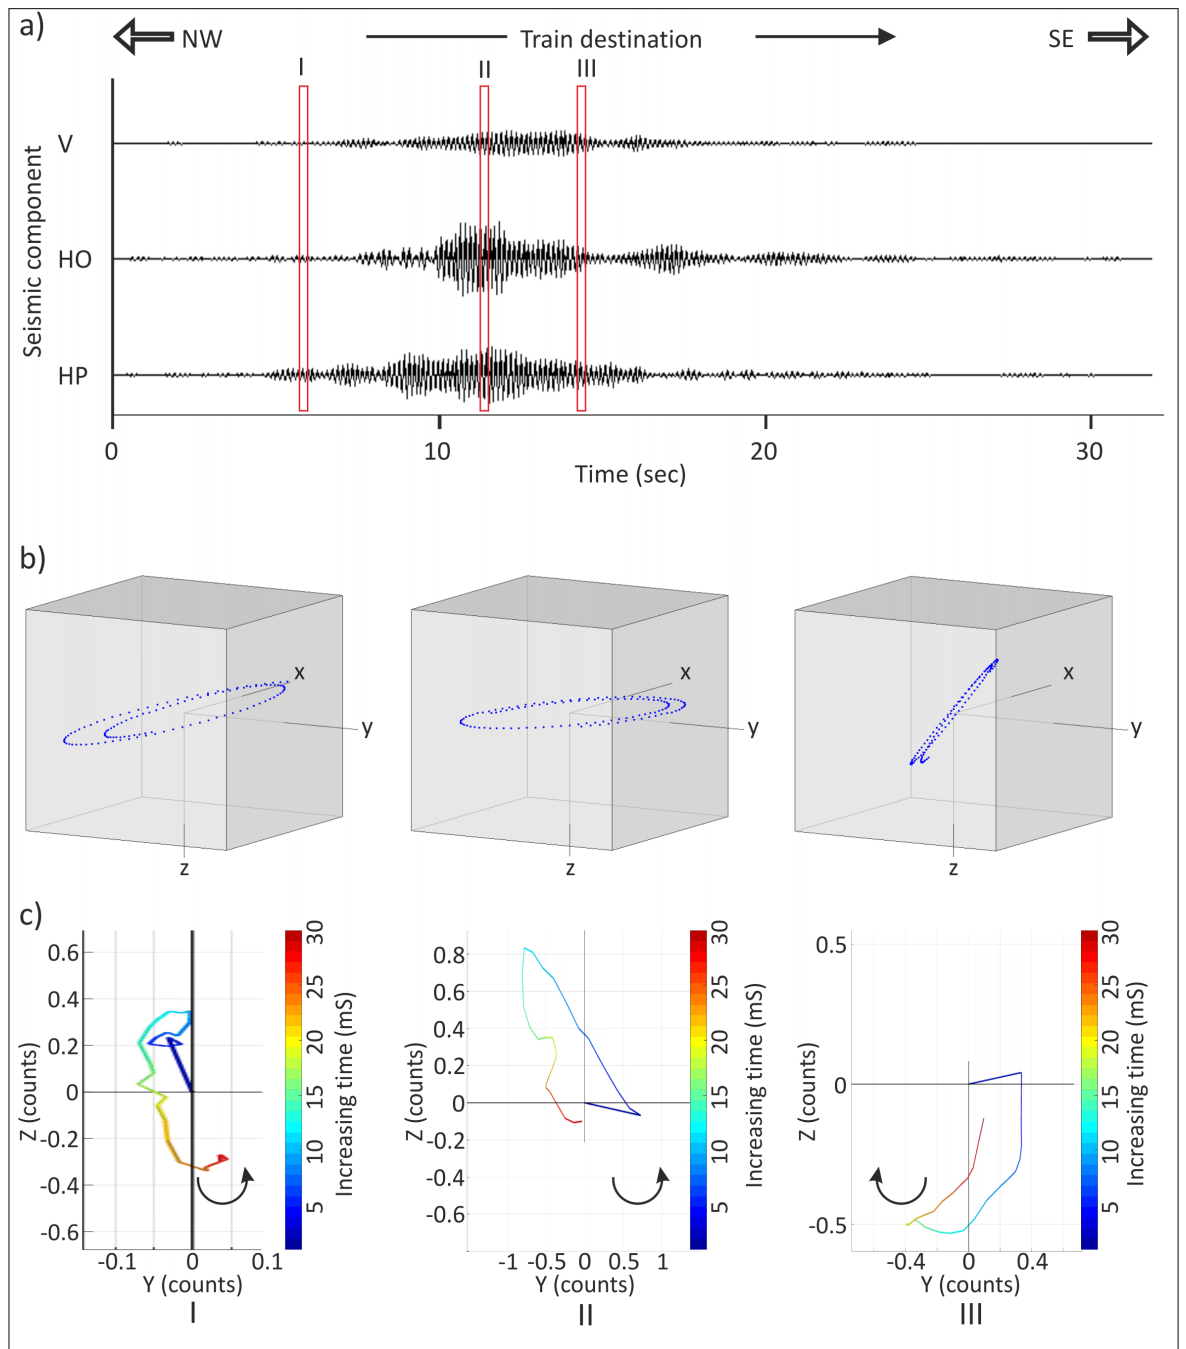 a)
NW
Train destination
SE
I
II
III
Seismic component
V
HO
HP
0
10
20
30
Time (sec)
b)
x
y
z
x
y
z
x
y
z
c)
Z (counts)
0.6
0.4
0.2
0
-0.2
-0.4
-0.6
-0.1
0
0.1
Y (counts)
I
30
25
20
15
10
5
Increasing time (mS)
Z (counts)
0.8
0.6
0.4
0.2
0
-0.2
-0.4
-0.6
-1
-0.5
0
0.5
1
Y (counts)
II
30
25
20
15
10
5
Increasing time (mS)
Z (counts)
0.5
0
-0.5
-0.4
0
0.4
Y (counts)
III
30
25
20
15
10
5
Increasing time (mS)